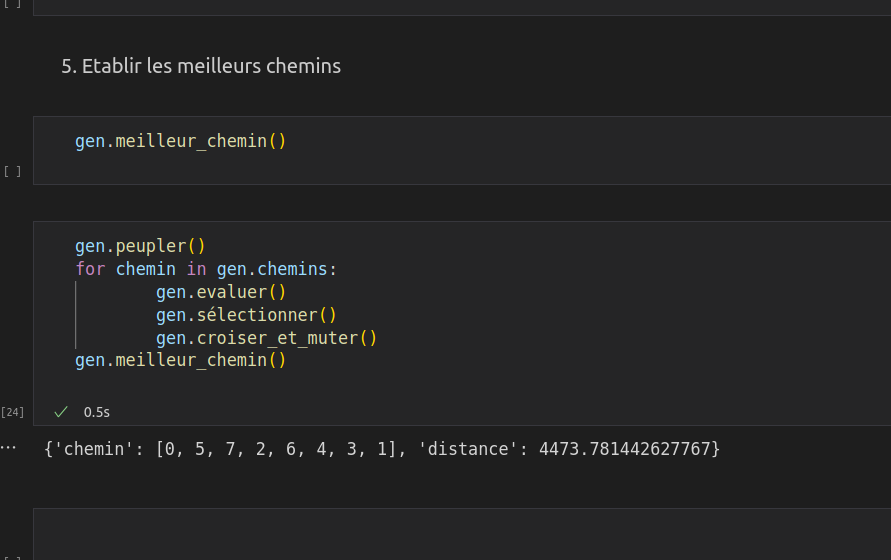 [ ]
5. Etablir les meilleurs chemins
gen.meilleur_chemin()
[ ]
gen.peupler()
for chemin in gen.chemins:
gen.evaluer()
gen.sélectionner()
gen.croiser_et_muter()
gen.meilleur_chemin()
[24]
0.5s
...
{'chemin': [0, 5, 7, 2, 6, 4, 3, 1], 'distance': 4473.781442627767}
[ ]